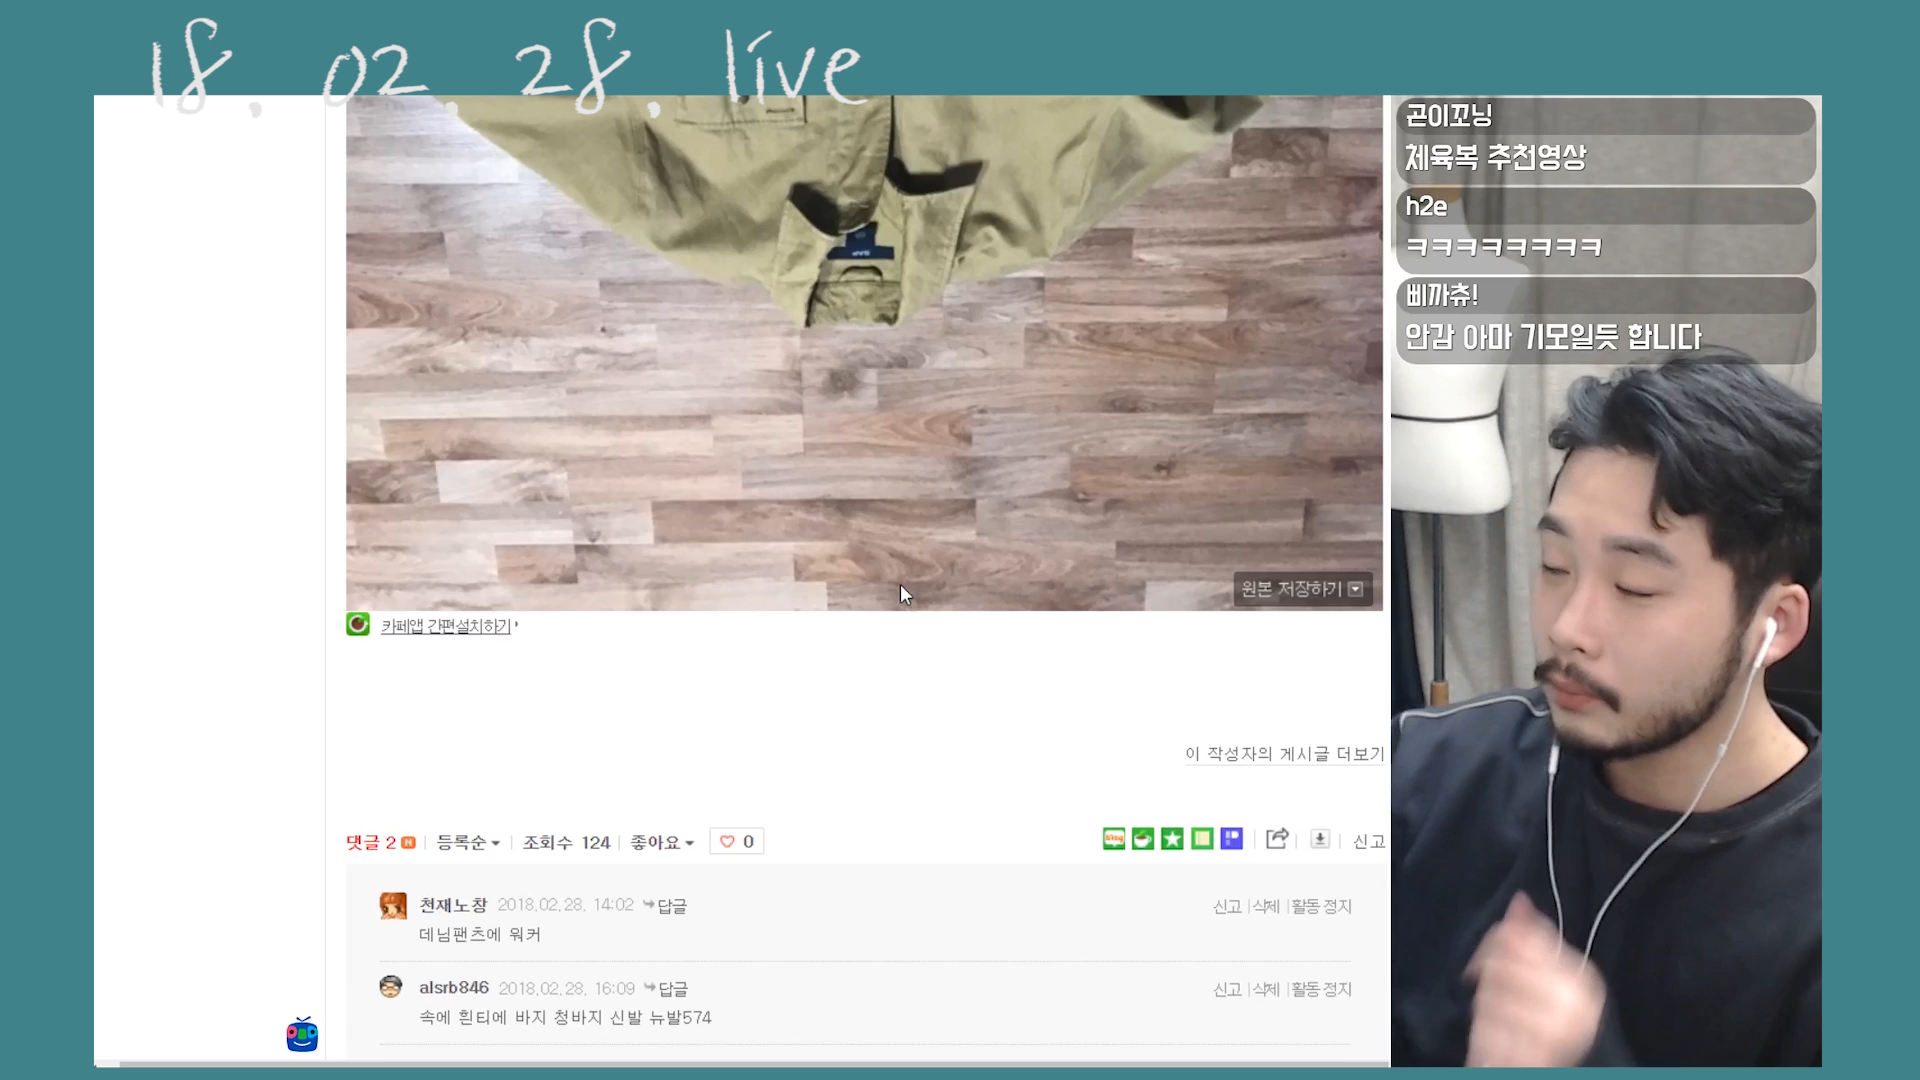 18. 02. 28. live
곧이꼬닝
체육복 추천영상
h2e
ㅋㅋㅋㅋㅋㅋㅋㅋ
삐까츄!
안감 아마 기모일듯 합니다
원본 저장하기
카페앱 간편설치하기
이 작성자의 게시글 더보기
댓글 2 N 등록순 조회수 124 좋아요 0 blog 신고
천재노창 2018.02.28. 14:02 답글 신고 삭제 활동 정지
데님팬츠에 워커
alsrb846 2018.02.28. 16:09 답글 신고 삭제 활동 정지
속에 흰티에 바지 청바지 신발 뉴발574